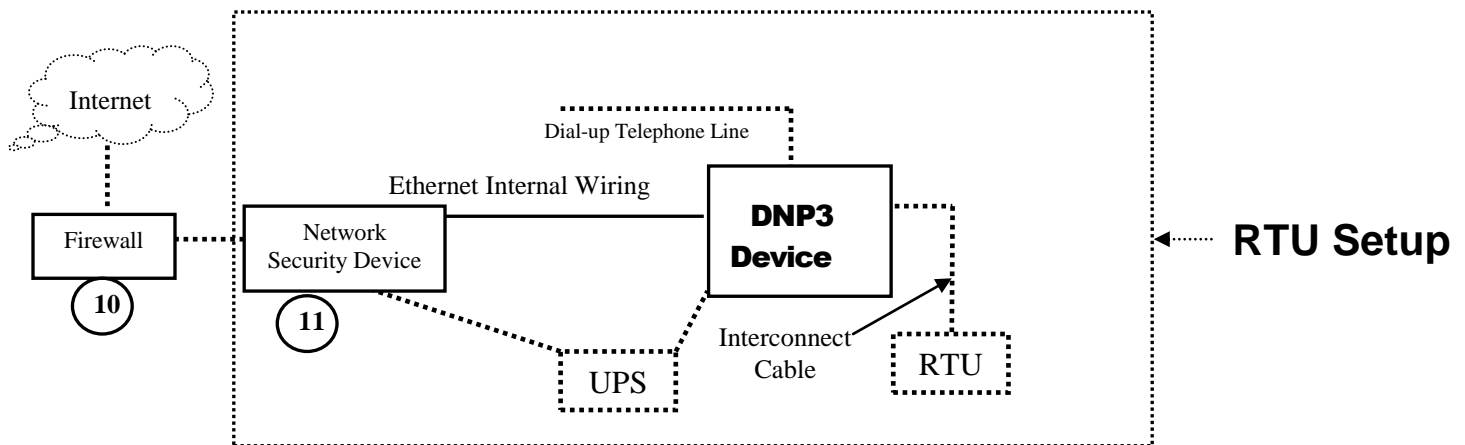 Internet
Dial-up Telephone Line
Ethernet Internal Wiring
Firewall
Network
Security Device
DNP3
Device
RTU Setup
10
11
Interconnect
Cable
UPS
RTU